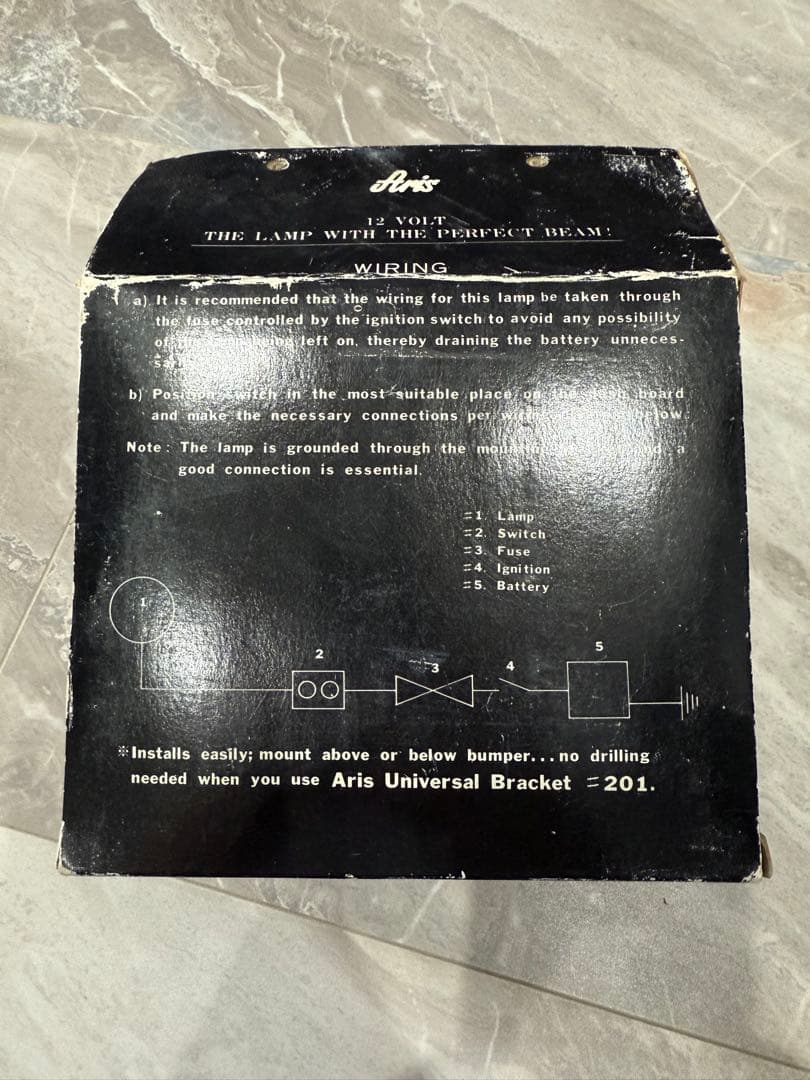 Aris
12 VOLT
THE LAMP WITH THE PERFECT BEAM!
WIRING
a) It is recommended that the wiring for this lamp be taken through
the fuse controlled by the ignition switch to avoid any possibility
of left on, thereby draining the battery unneces-
b) Position switch in the most suitable place on the board
and make the necessary connections per
Note: The lamp is grounded through the a
good connection is essential.
=1. Lamp
=2. Switch
=3. Fuse
=4. Ignition
=5. Battery
1
2
3
4
5
※Installs easily; mount above or below bumper...no drilling
needed when you use Aris Universal Bracket =201.